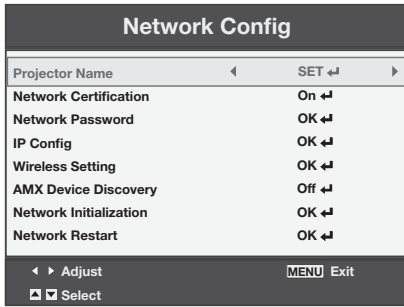 Network Config
Projector Name SET
Network Certification On
Network Password OK
IP Config OK
Wireless Setting OK
AMX Device Discovery Off
Network Initialization OK
Network Restart OK
Adjust MENU Exit
Select